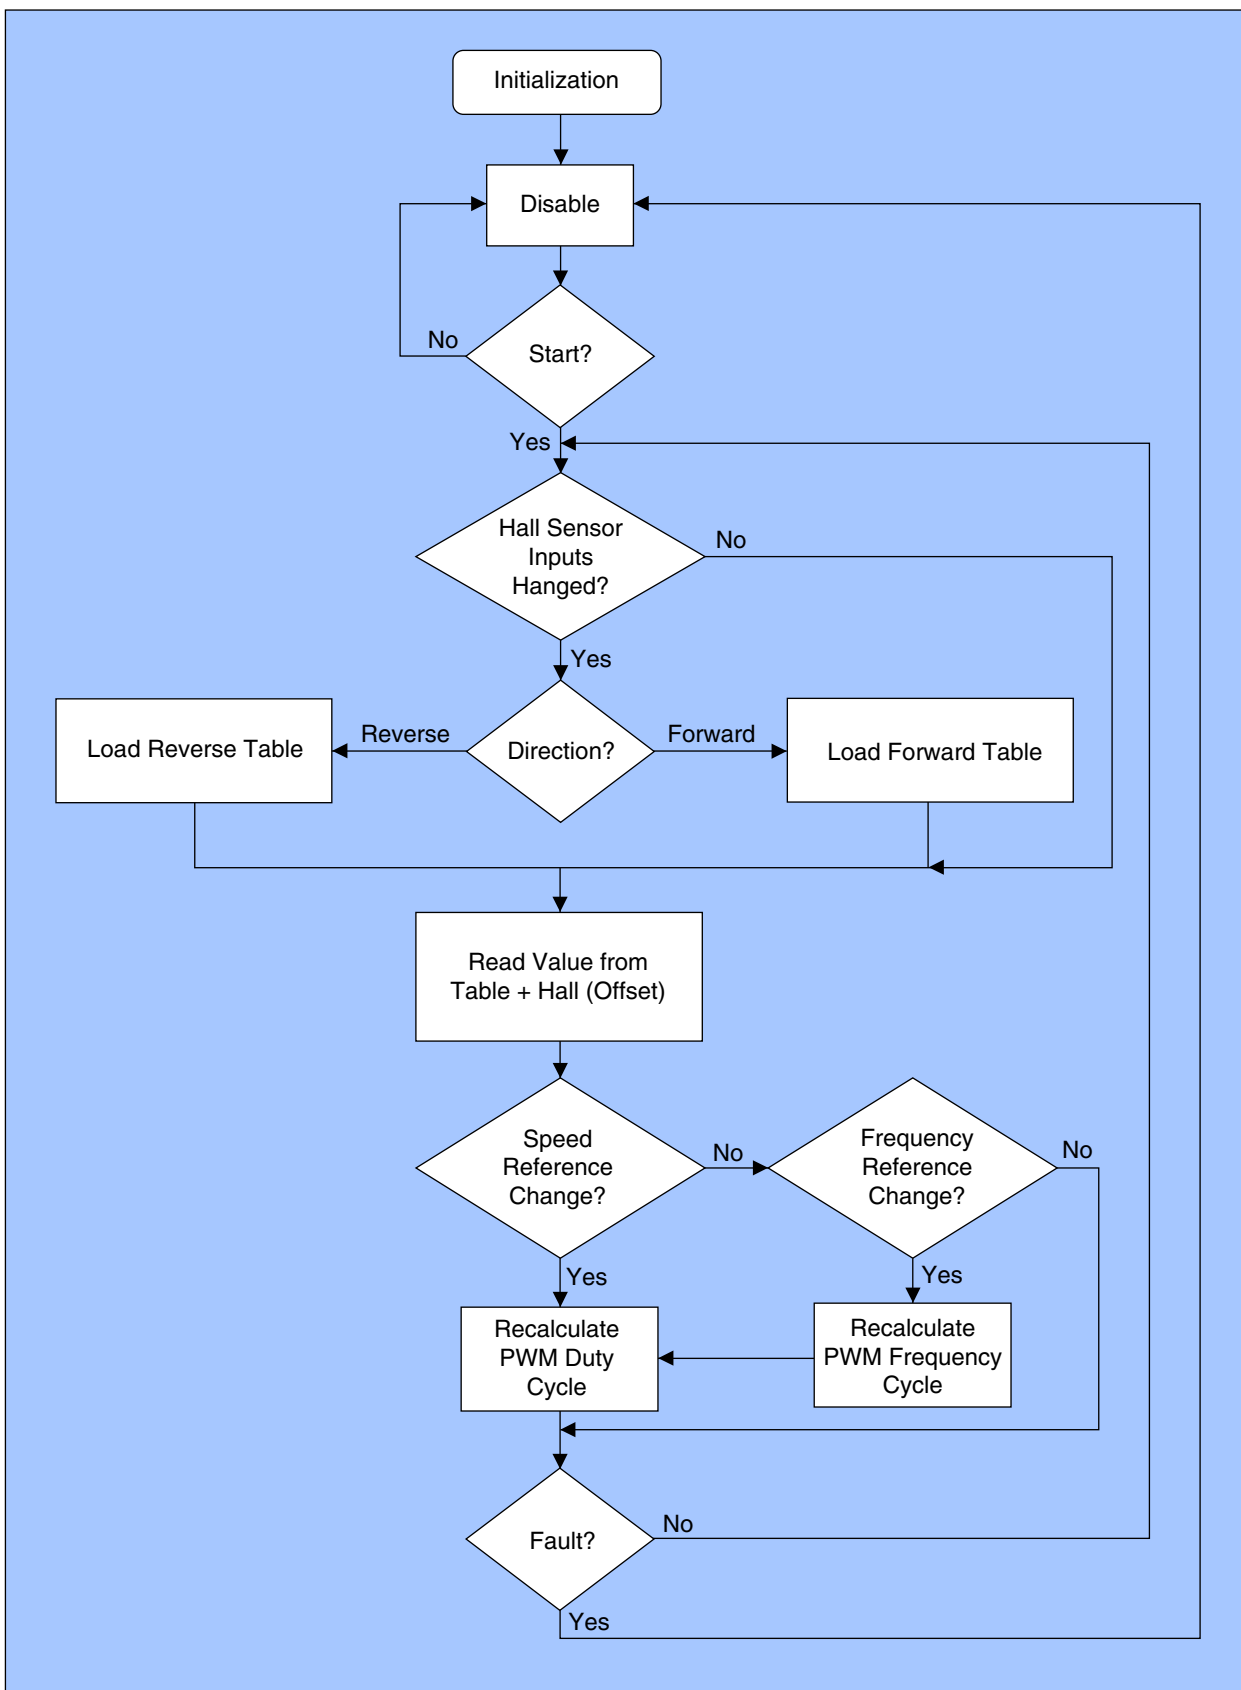 Initialization
Disable
No
Start?
Yes
Hall Sensor
Inputs
Hanged?
No
Yes
Load Reverse Table
Reverse
Direction?
Forward
Load Forward Table
Read Value from
Table + Hall (Offset)
Speed
Reference
Change?
No
Frequency
Reference
Change?
No
Yes
Yes
Recalculate
PWM Duty
Cycle
Recalculate
PWM Frequency
Cycle
Fault?
No
Yes